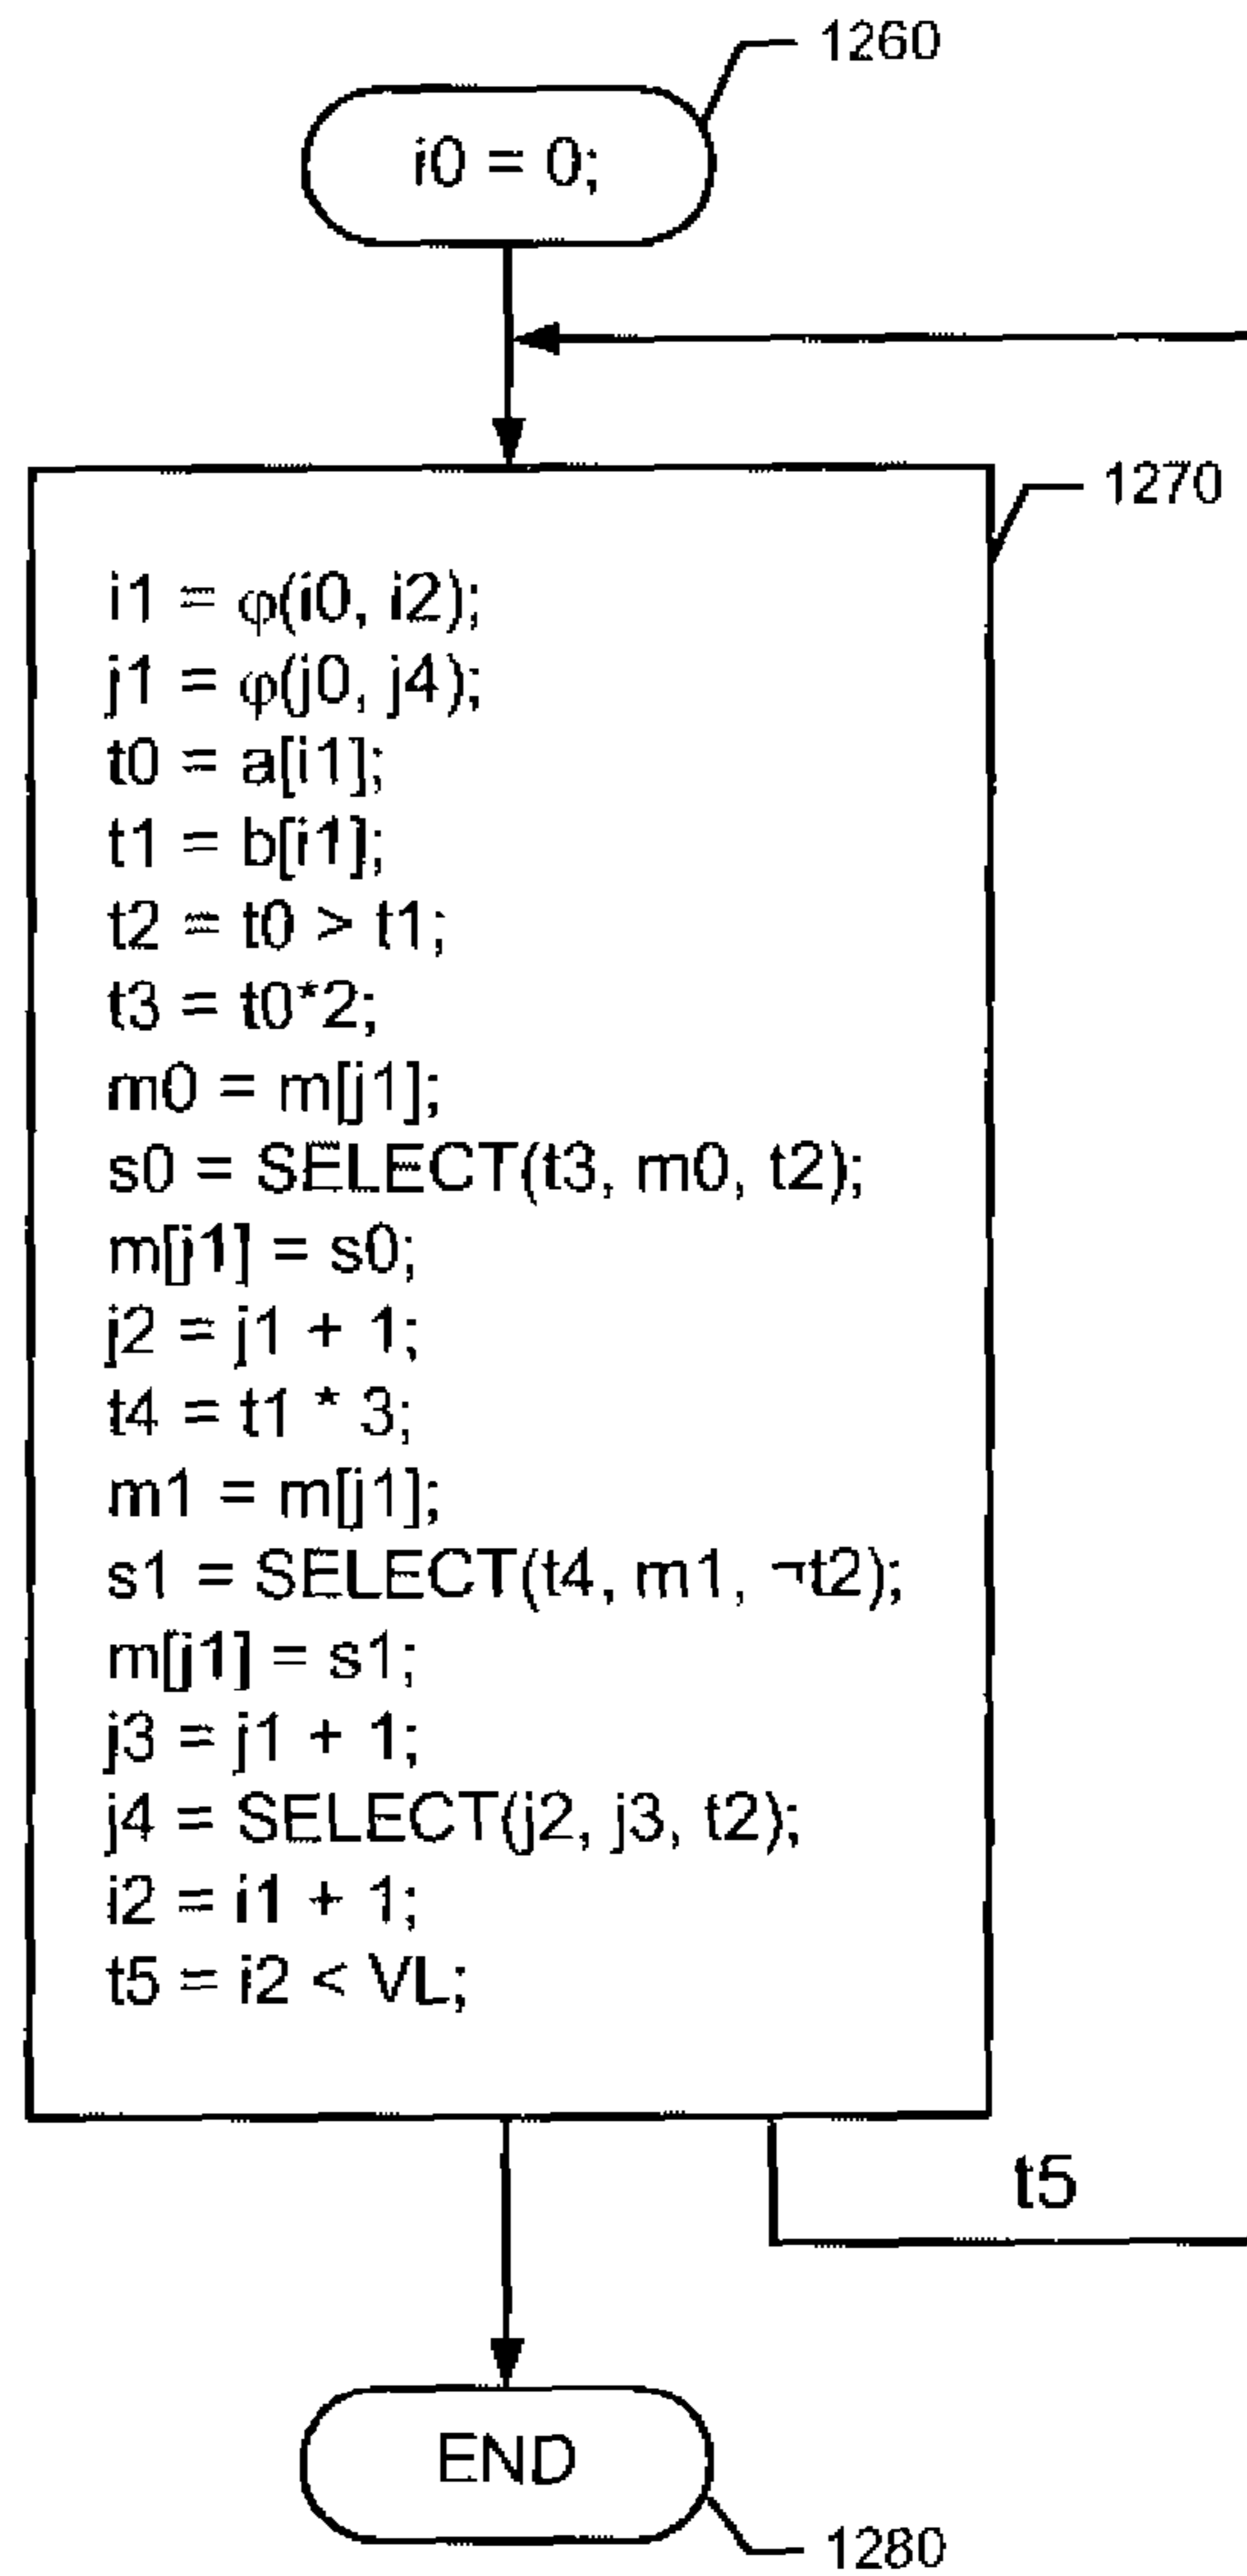 1260
i0 = 0;
1270
i1 = φ(i0, i2);
j1 = φ(j0, j4);
t0 = a[i1];
t1 = b[i1];
t2 = t0 > t1;
t3 = t0*2;
m0 = m[j1];
s0 = SELECT(t3, m0, t2);
m[j1] = s0;
j2 = j1 + 1;
t4 = t1 * 3;
m1 = m[j1];
s1 = SELECT(t4, m1, ¬t2);
m[j1] = s1;
j3 = j1 + 1;
j4 = SELECT(j2, j3, t2);
i2 = i1 + 1;
t5 = i2 < VL;
t5
END
1280